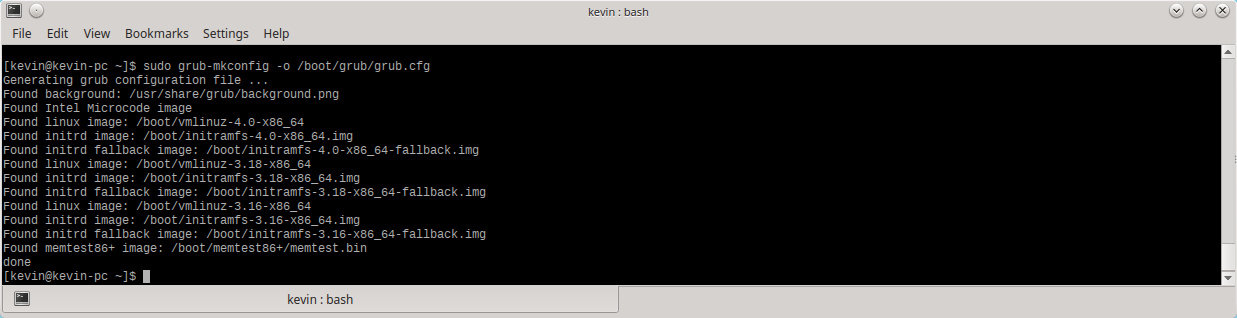 kevin : bash
File Edit View Bookmarks Settings Help
[kevin@kevin-pc ~]$ sudo grub-mkconfig -o /boot/grub/grub.cfg
Generating grub configuration file ...
Found background: /usr/share/grub/background.png
Found Intel Microcode image
Found linux image: /boot/vmlinuz-4.0-x86_64
Found initrd image: /boot/initramfs-4.0-x86_64.img
Found initrd fallback image: /boot/initramfs-4.0-x86_64-fallback.img
Found linux image: /boot/vmlinuz-3.18-x86_64
Found initrd image: /boot/initramfs-3.18-x86_64.img
Found initrd fallback image: /boot/initramfs-3.18-x86_64-fallback.img
Found linux image: /boot/vmlinuz-3.16-x86_64
Found initrd image: /boot/initramfs-3.16-x86_64.img
Found initrd fallback image: /boot/initramfs-3.16-x86_64-fallback.img
Found memtest86+ image: /boot/memtest86+/memtest.bin
done
[kevin@kevin-pc ~]$
kevin : bash